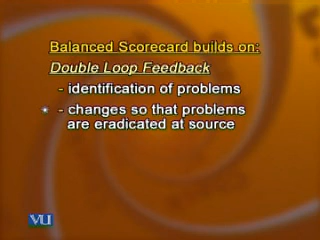 Balanced Scorecard builds on:
Double Loop Feedback
- identification of problems
- changes so that problems
are eradicated at source
VU